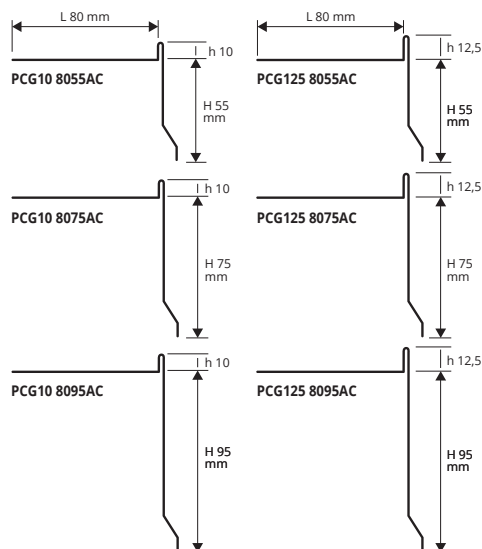 L 80 mm
h 10
PCG10 8055AC
H 55
mm
L 80 mm
h 12,5
PCG125 8055AC
H 55
mm
h 10
PCG10 8075AC
H 75
mm
h 12,5
PCG125 8075AC
H 75
mm
h 10
PCG10 8095AC
H 95
mm
h 12,5
PCG125 8095AC
H 95
mm